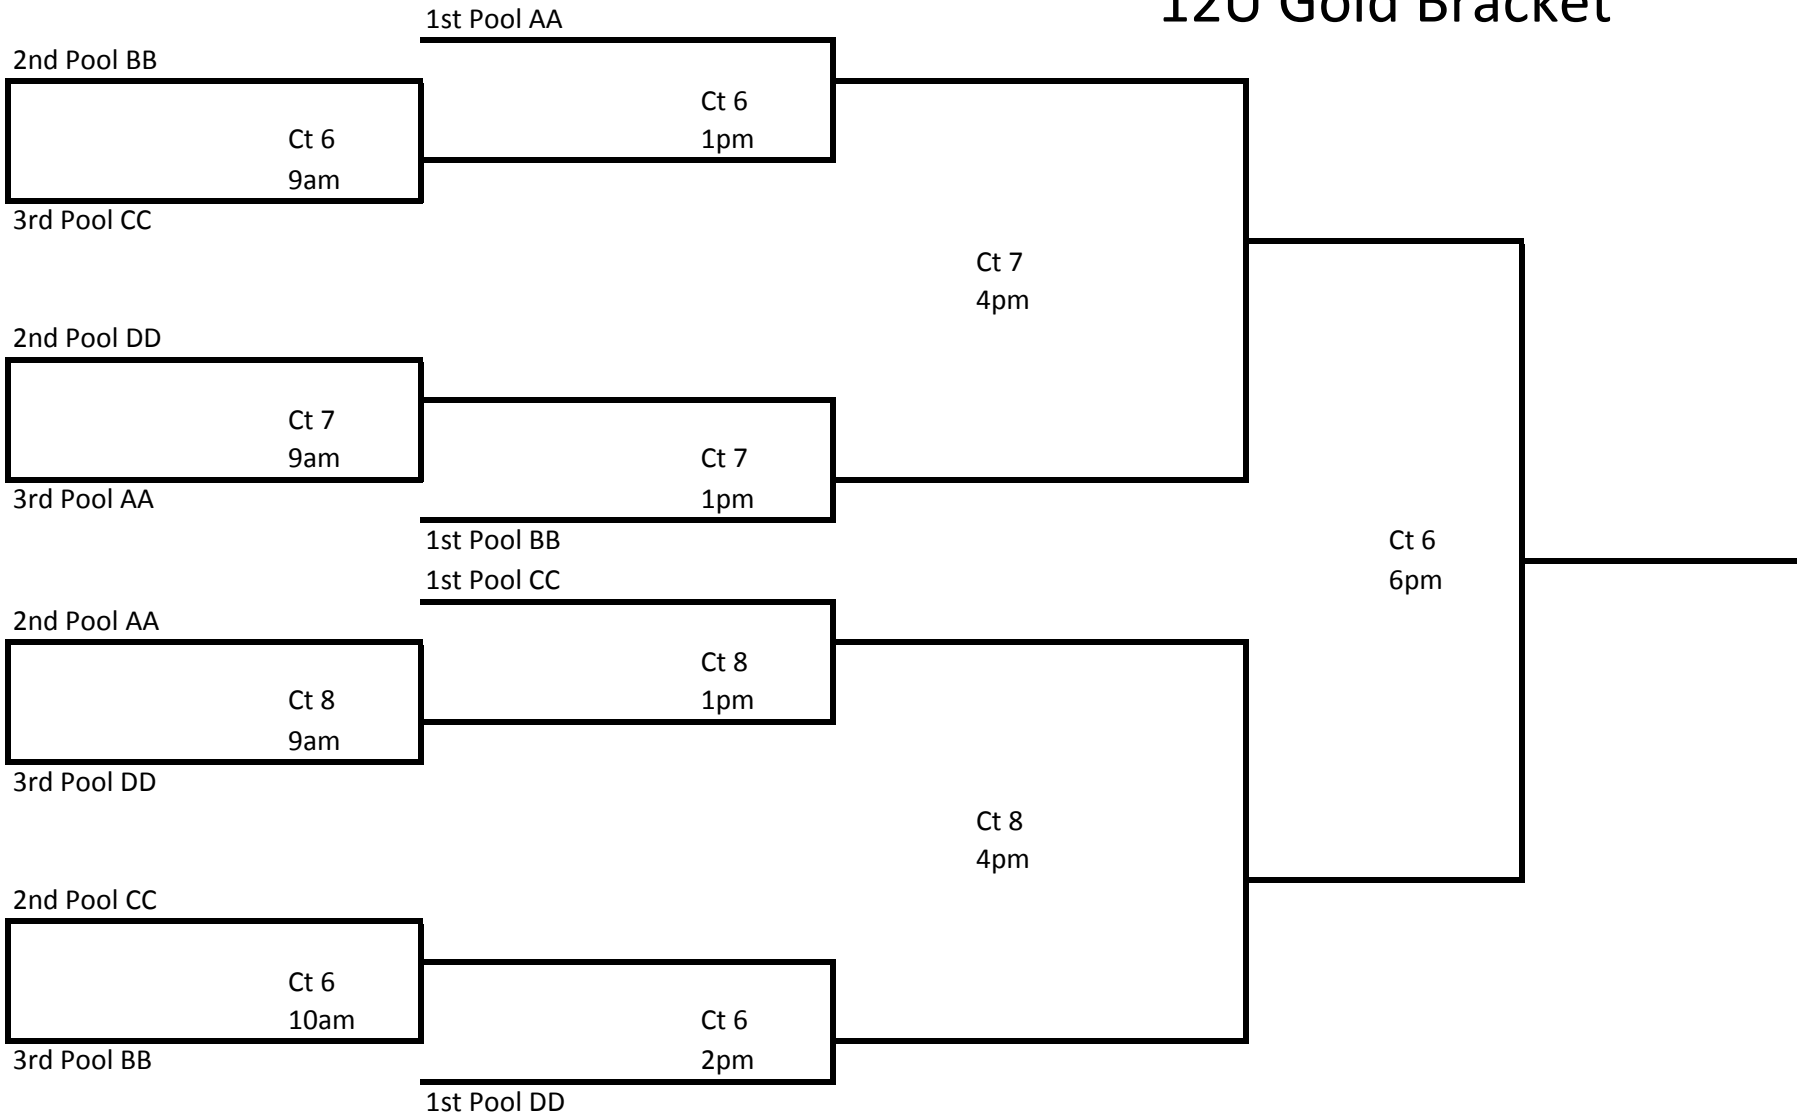 12U Gold Bracket
1st Pool AA
2nd Pool BB
Ct 6
1pm
Ct 6
9am
3rd Pool CC
Ct 7
4pm
2nd Pool DD
Ct 7
9am
Ct 7
1pm
3rd Pool AA
1st Pool BB
Ct 6
6pm
1st Pool CC
2nd Pool AA
Ct 8
1pm
Ct 8
9am
3rd Pool DD
Ct 8
4pm
2nd Pool CC
Ct 6
10am
Ct 6
2pm
3rd Pool BB
1st Pool DD